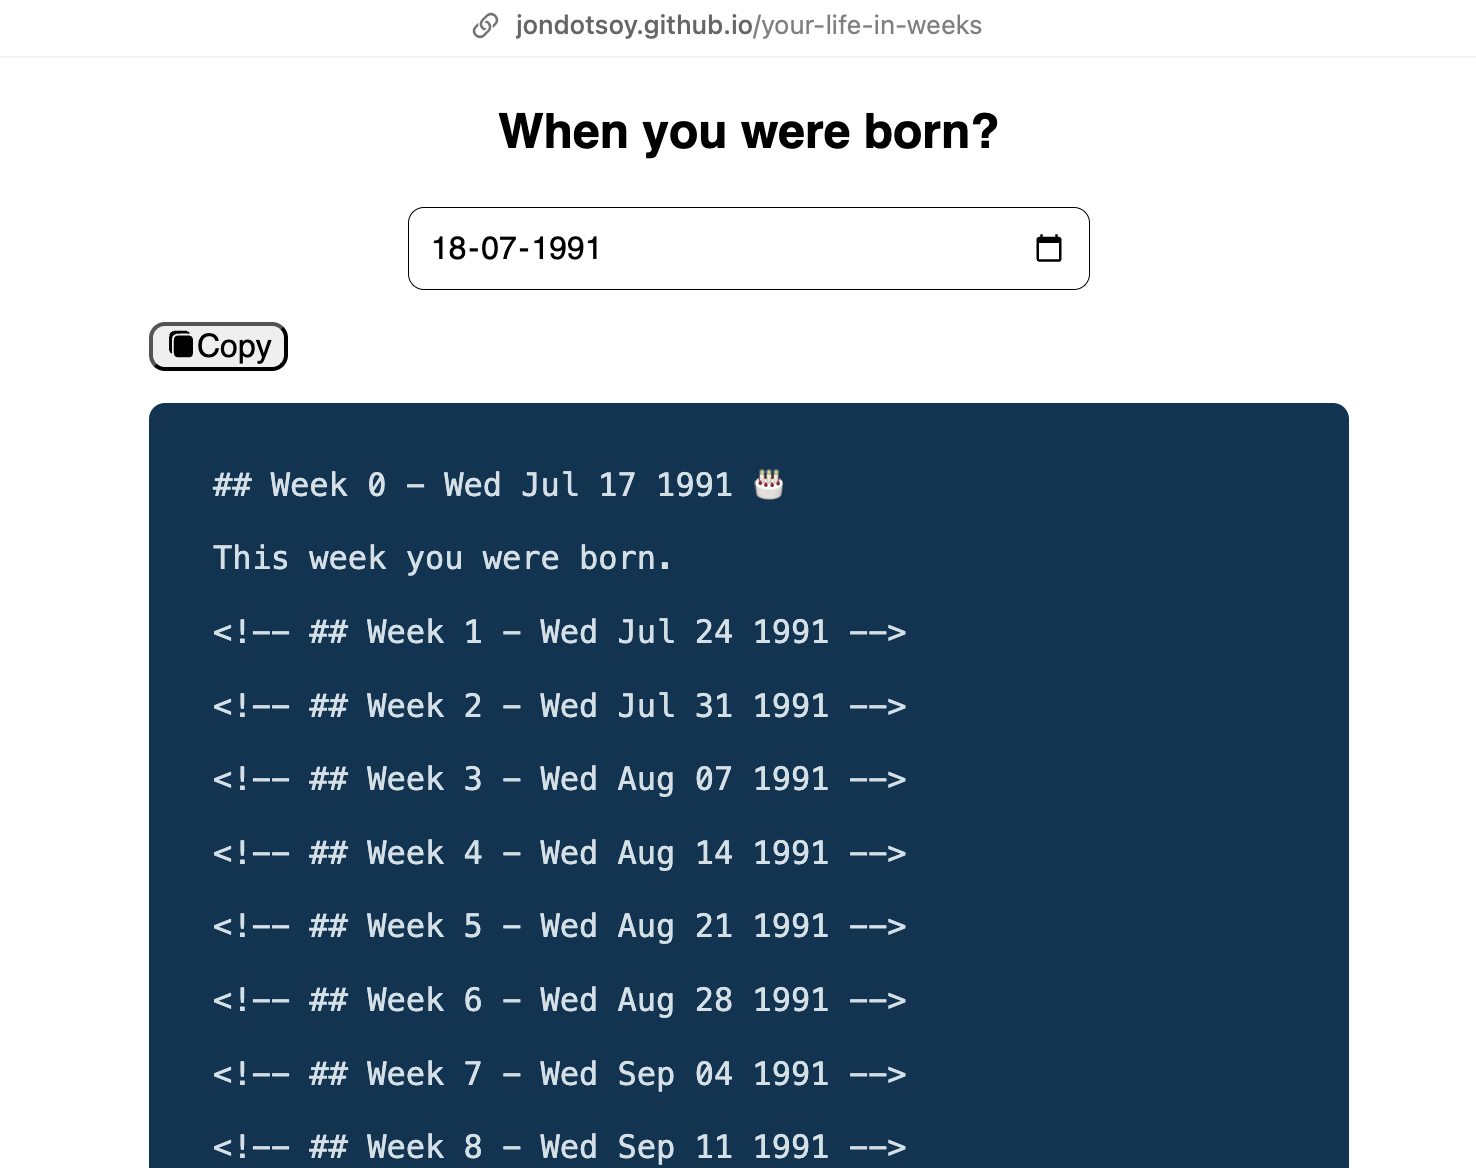 jondotsoy.github.io/your-life-in-weeks
When you were born?
18-07-1991
Copy
## Week 0 - Wed Jul 17 1991 🎂
This week you were born.
<!-- ## Week 1 - Wed Jul 24 1991 -->
<!-- ## Week 2 - Wed Jul 31 1991 -->
<!-- ## Week 3 - Wed Aug 07 1991 -->
<!-- ## Week 4 - Wed Aug 14 1991 -->
<!-- ## Week 5 - Wed Aug 21 1991 -->
<!-- ## Week 6 - Wed Aug 28 1991 -->
<!-- ## Week 7 - Wed Sep 04 1991 -->
<!-- ## Week 8 - Wed Sep 11 1991 -->